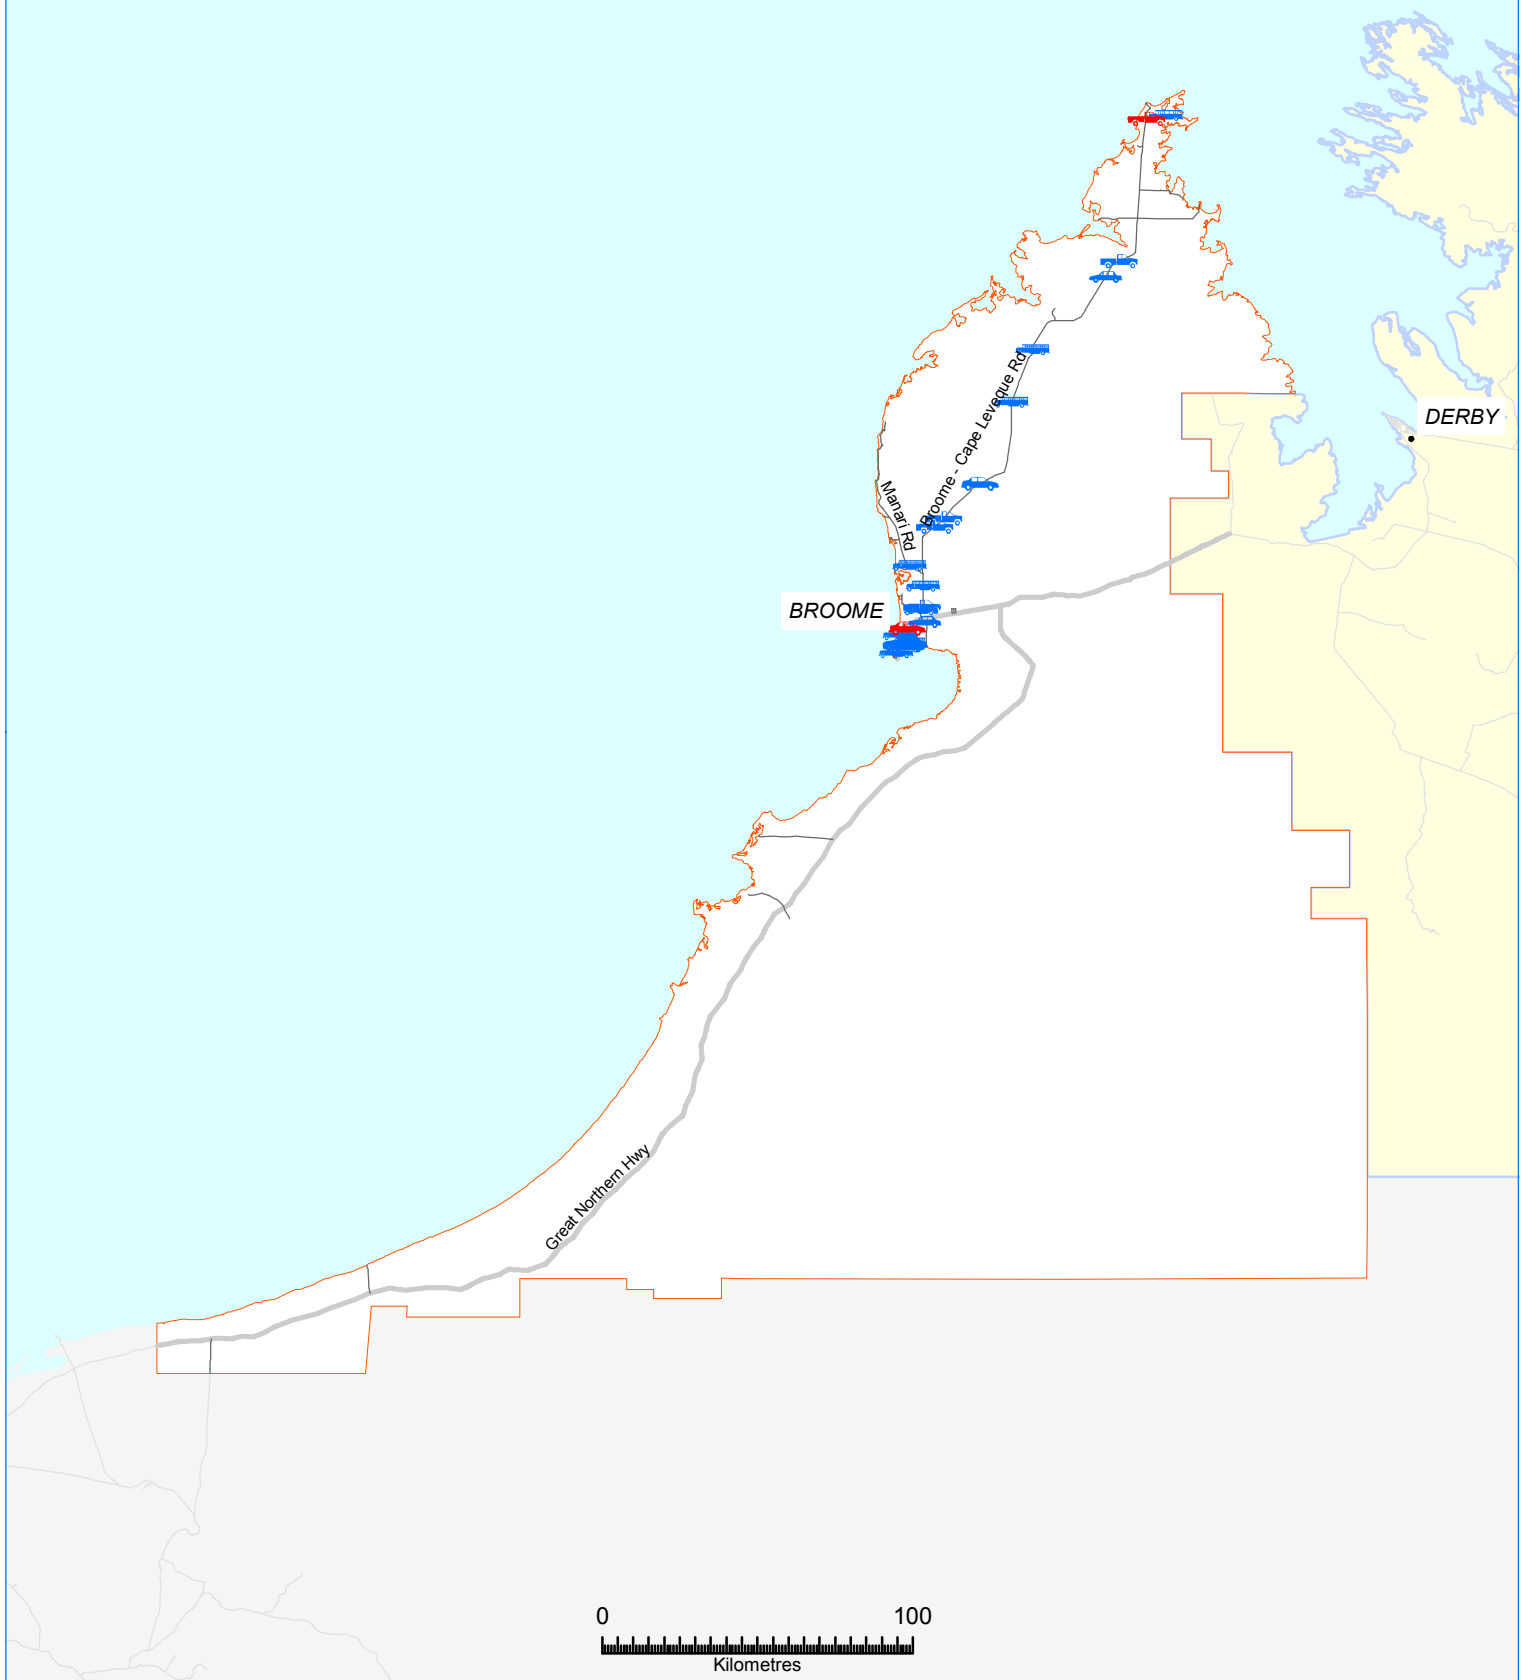 DERBY
Broome - Cape Leveque Rd
Manari Rd
BROOME
Great Northern Hwy
0 100
Kilometres